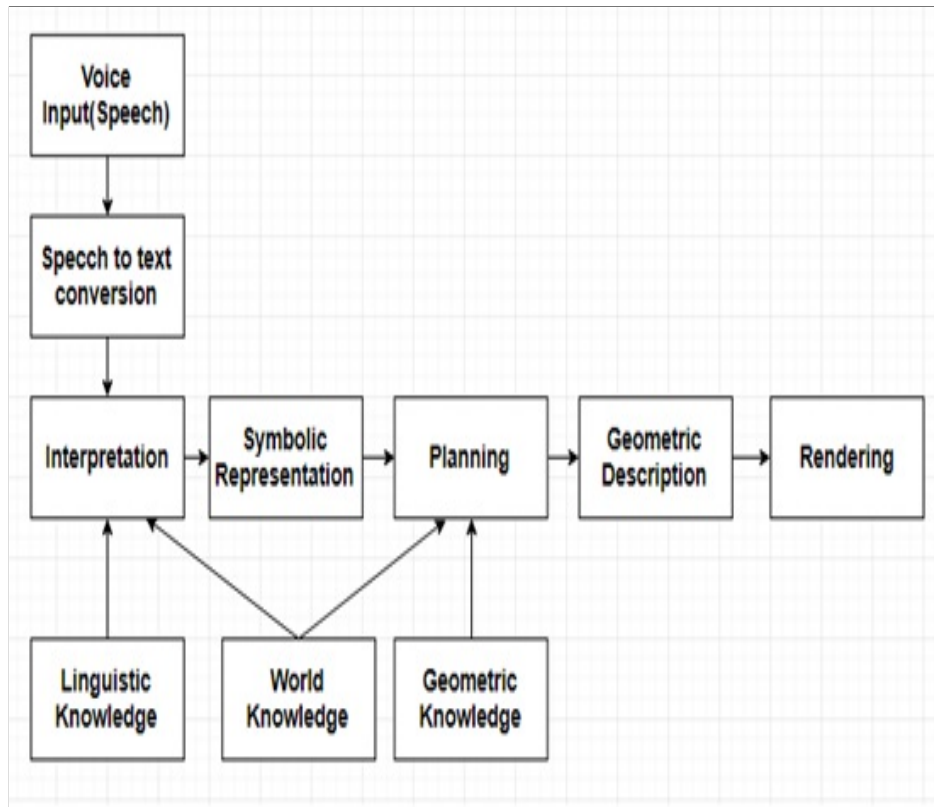 Voice
Input(Speech)
Specch to text
conversion
Interpretation
Symbolic
Representation
Planning
Geometric
Description
Rendering
Linguistic
Knowledge
World
Knowledge
Geometric
Knowledge